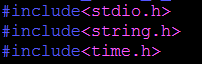 #include<stdio.h>
#include<string.h>
#include<time.h>